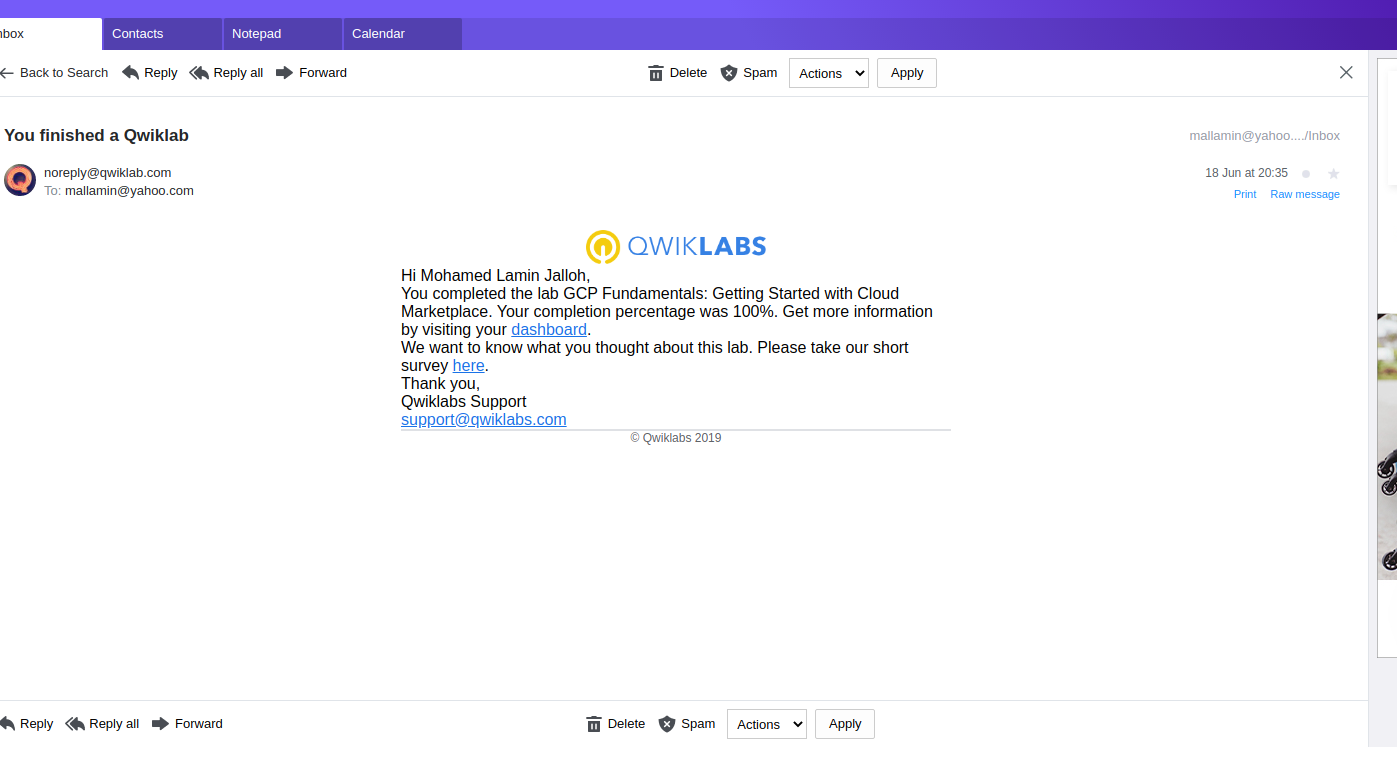 nbox
Contacts
Notepad
Calendar
Back to Search Reply Reply all Forward Delete Spam Actions Apply
You finished a Qwiklab
mallamin@yahoo..../Inbox
noreply@qwiklab.com
18 Jun at 20:35
To: mallamin@yahoo.com
Print Raw message
QWIKLABS
Hi Mohamed Lamin Jalloh,
You completed the lab GCP Fundamentals: Getting Started with Cloud
Marketplace. Your completion percentage was 100%. Get more information
by visiting your dashboard.
We want to know what you thought about this lab. Please take our short
survey here.
Thank you,
Qwiklabs Support
support@qwiklabs.com
© Qwiklabs 2019
Reply Reply all Forward Delete Spam Actions Apply